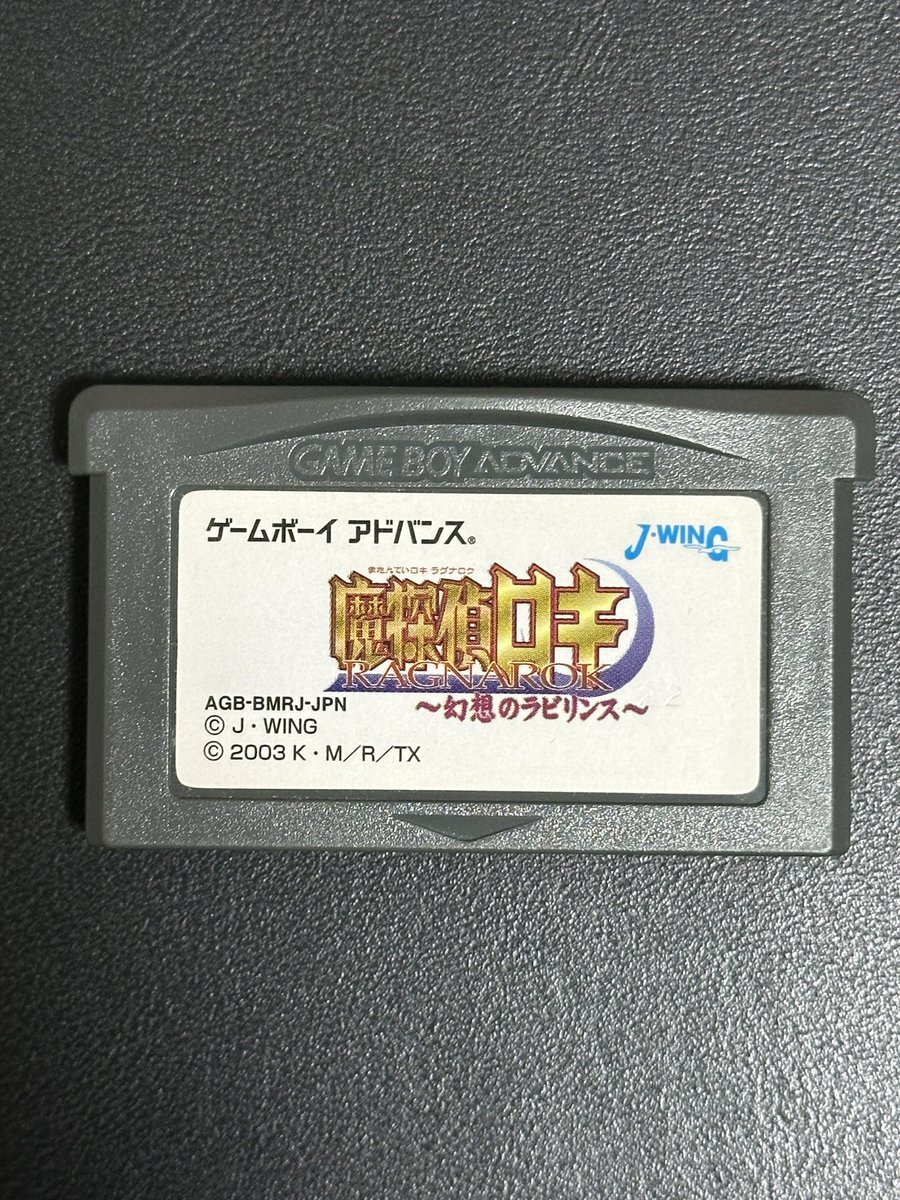 GAME BOY ADVANCE
ゲームボーイ アドバンス®
J・WING
またんていロキ ラグナロク
魔探偵ロキ
RAGNAROK
～幻想のラビリンス～
AGB-BMRJ-JPN
© J・WING
© 2003 K・M／R／TX